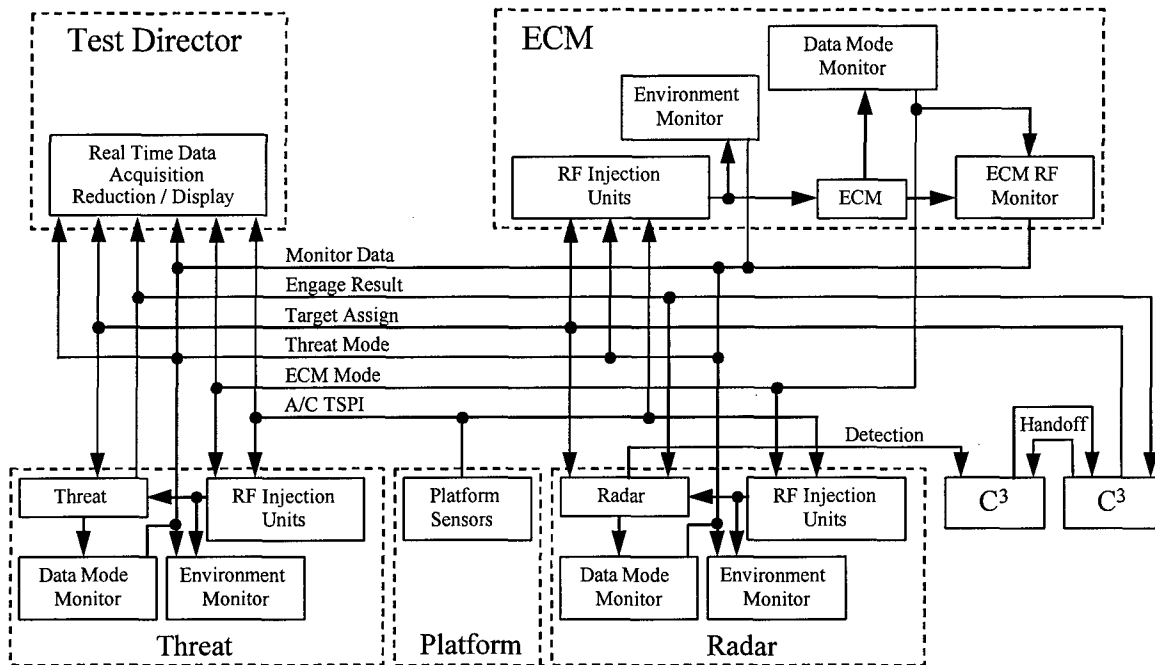 Test Director
Real Time Data
Acquisition
Reduction / Display
ECM
Data Mode
Monitor
Environment
Monitor
RF Injection
Units
ECM
ECM RF
Monitor
Monitor Data
Engage Result
Target Assign
Threat Mode
ECM Mode
A/C TSPI
Detection
Handoff
Threat
RF Injection
Units
Data Mode
Monitor
Environment
Monitor
Threat
Platform
Sensors
Platform
Radar
RF Injection
Units
Data Mode
Monitor
Environment
Monitor
Radar
C³
C³